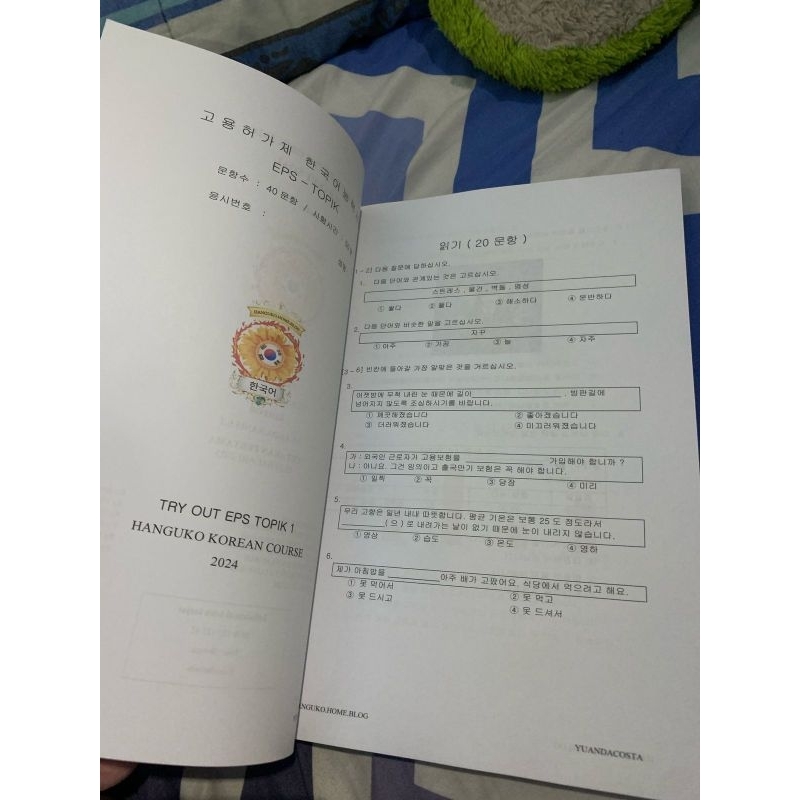 고 용 허 가 제 한 국 어
EPS - TOPIK
문항수 : 40 문항 / 시험시간 :
응시번호 :
HANGUKO.HOME.BLOG
한국어
TRY OUT EPS TOPIK 1
HANGUKO KOREAN COURSE
2024
읽기 ( 20 문항 )
[1 - 2] 다음 질문에 답하십시오.
1. 다음 단어와 관계있는 것은 고르십시오.
스트레스 , 물건 , 벽돌 ,
① 쌓다 ② 풀다 ③ 해소하다 ④ 운반하다
2. 다음 단어와 비슷한 말을 고르십시오.
자꾸
① 아주 ② 가장 ③ 늘 ④ 자주
[3 - 6] 빈칸에 들어갈 가장 알맞은 것을 거르십시오.
3.
어젯밤에 무척 내린 눈 때문에 길이 . 빙판길에
넘어지지 않도록 조심하시기를 바랍니다.
① 깨끗해졌습니다 ② 좋아졌습니다
③ 더러워졌습니다 ④ 미끄러워졌습니다
4.
가 : 외국인 근로자가 고용보험을 가입해야 합니까 ?
나 : 아니요. 그건 임의이고 출국만기 보험은 꼭 해야 합니다.
① 일찍 ② 꼭 ③ 당장 ④ 미리
5.
우리 고향은 일년 내내 따뜻합니다. 평균 기온은 보통 25 도 정도라서
( 으 ) 로 내려가는 날이 없기 때문에 눈이 내리지 않습니다.
① 영상 ② 습도 ③ 온도 ④ 영하
6.
제가 아침밥을 아주 배가 고팠어요. 식당에서 먹으려고 해요.
① 못 먹어서 ② 못 먹고
③ 못 드시고 ④ 못 드셔서
ANGUKO.HOME.BLOG
YUANDACOSTA